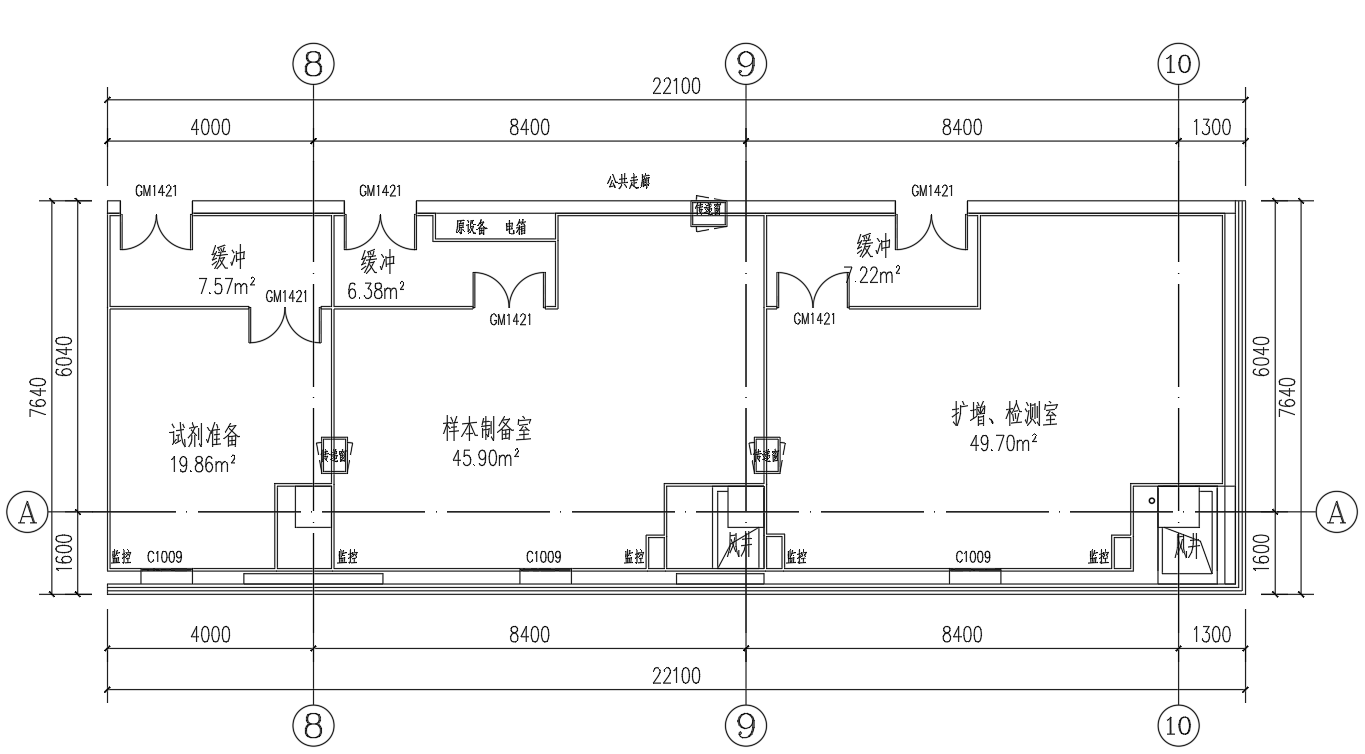 8
9
10
22100
4000
8400
8400
1300
公共走廊
GM1421
GM1421
GM1421
传递窗
原设备 电箱
缓冲
7.57m²
缓冲
6.38m²
缓冲
7.22m²
GM1421
GM1421
GM1421
7640
6040
6040
7640
试剂准备
19.86m²
样本制备室
45.90m²
扩增、检测室
49.70m²
传递窗
传递窗
A
A
1600
1600
监控
C1009
监控
C1009
监控
风井
监控
C1009
监控
风井
4000
8400
8400
1300
22100
8
9
10